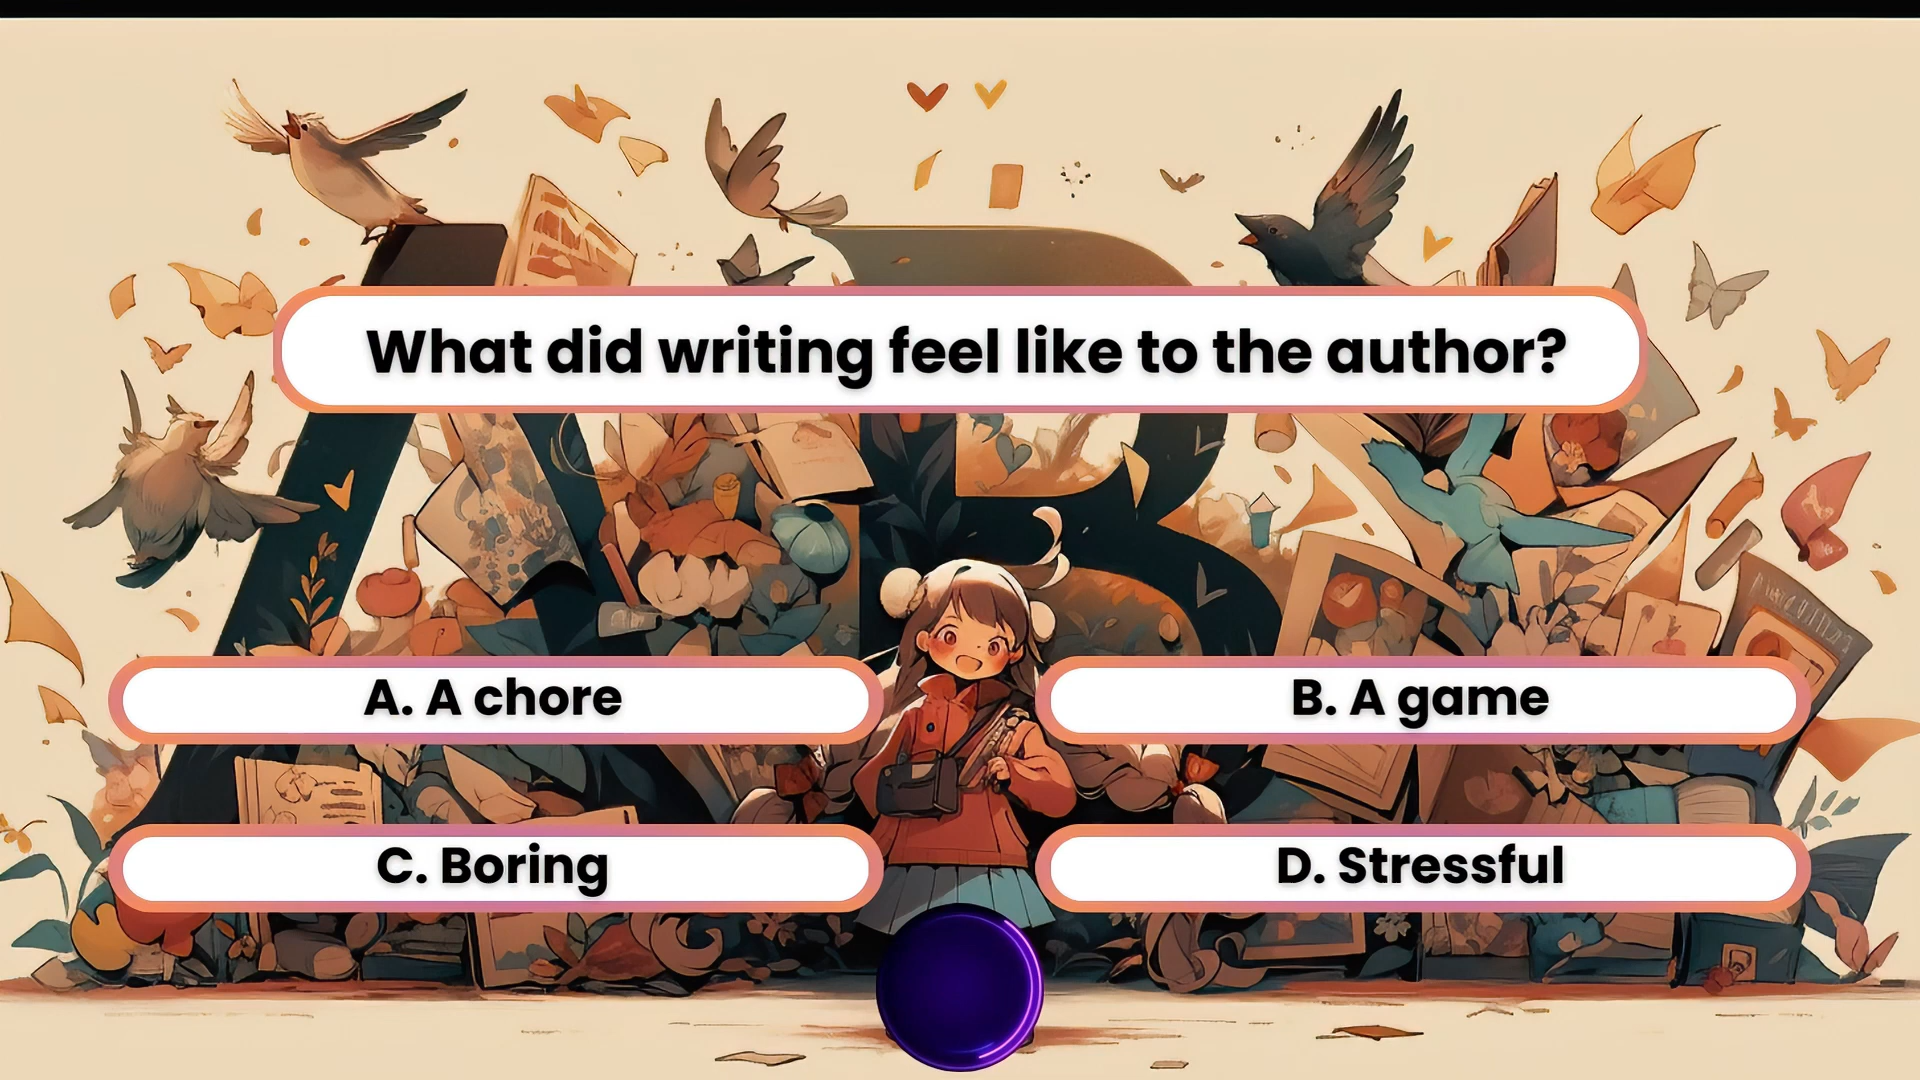 What did writing feel like to the author?
A. A chore
B. A game
C. Boring
D. Stressful